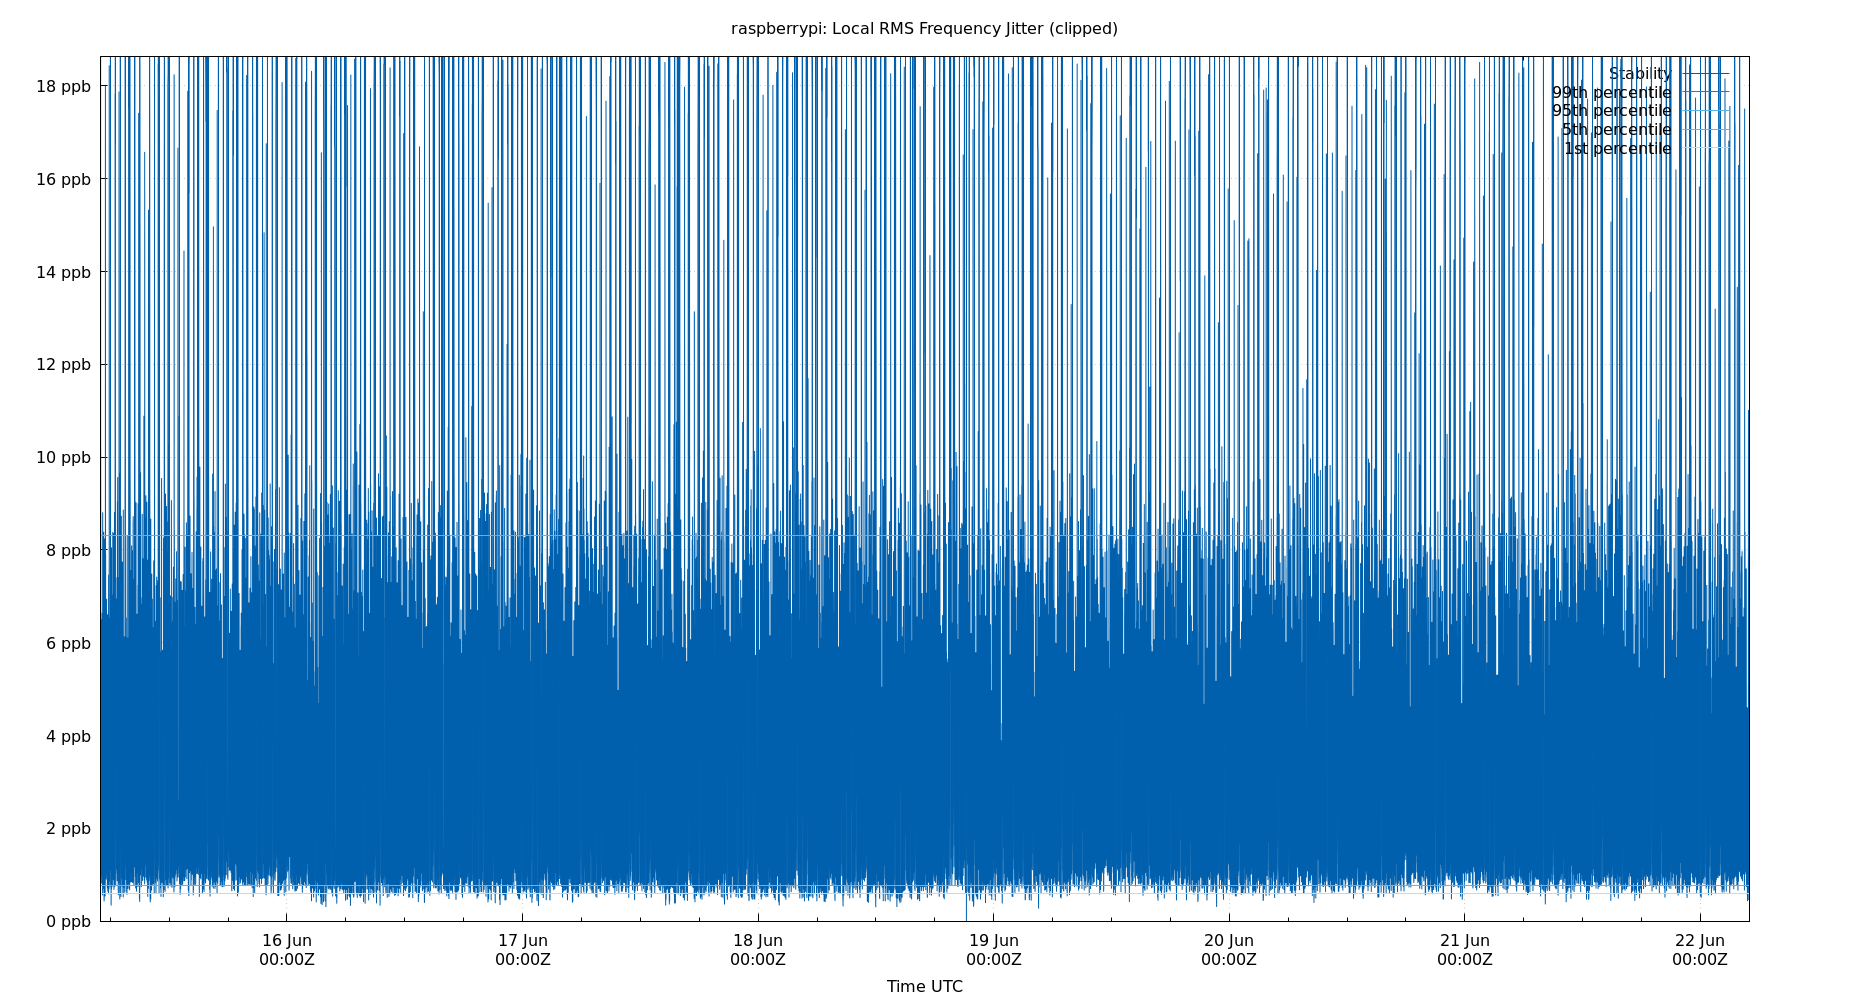 raspberrypi: Local RMS Frequency Jitter (clipped)
Stability
18 ppb
99th percentile
95th percentile
5th percentile
1st percentile
16 ppb
14 ppb
12 ppb
10 ppb
8 ppb
6 ppb
4 ppb
2 ppb
0 ppb
16 Jun 17 Jun 18 Jun 19 Jun 20 Jun 21 Jun 22 Jun
00:00Z 00:00Z 00:00Z 00:00Z 00:00Z 00:00Z 00:00Z
Time UTC